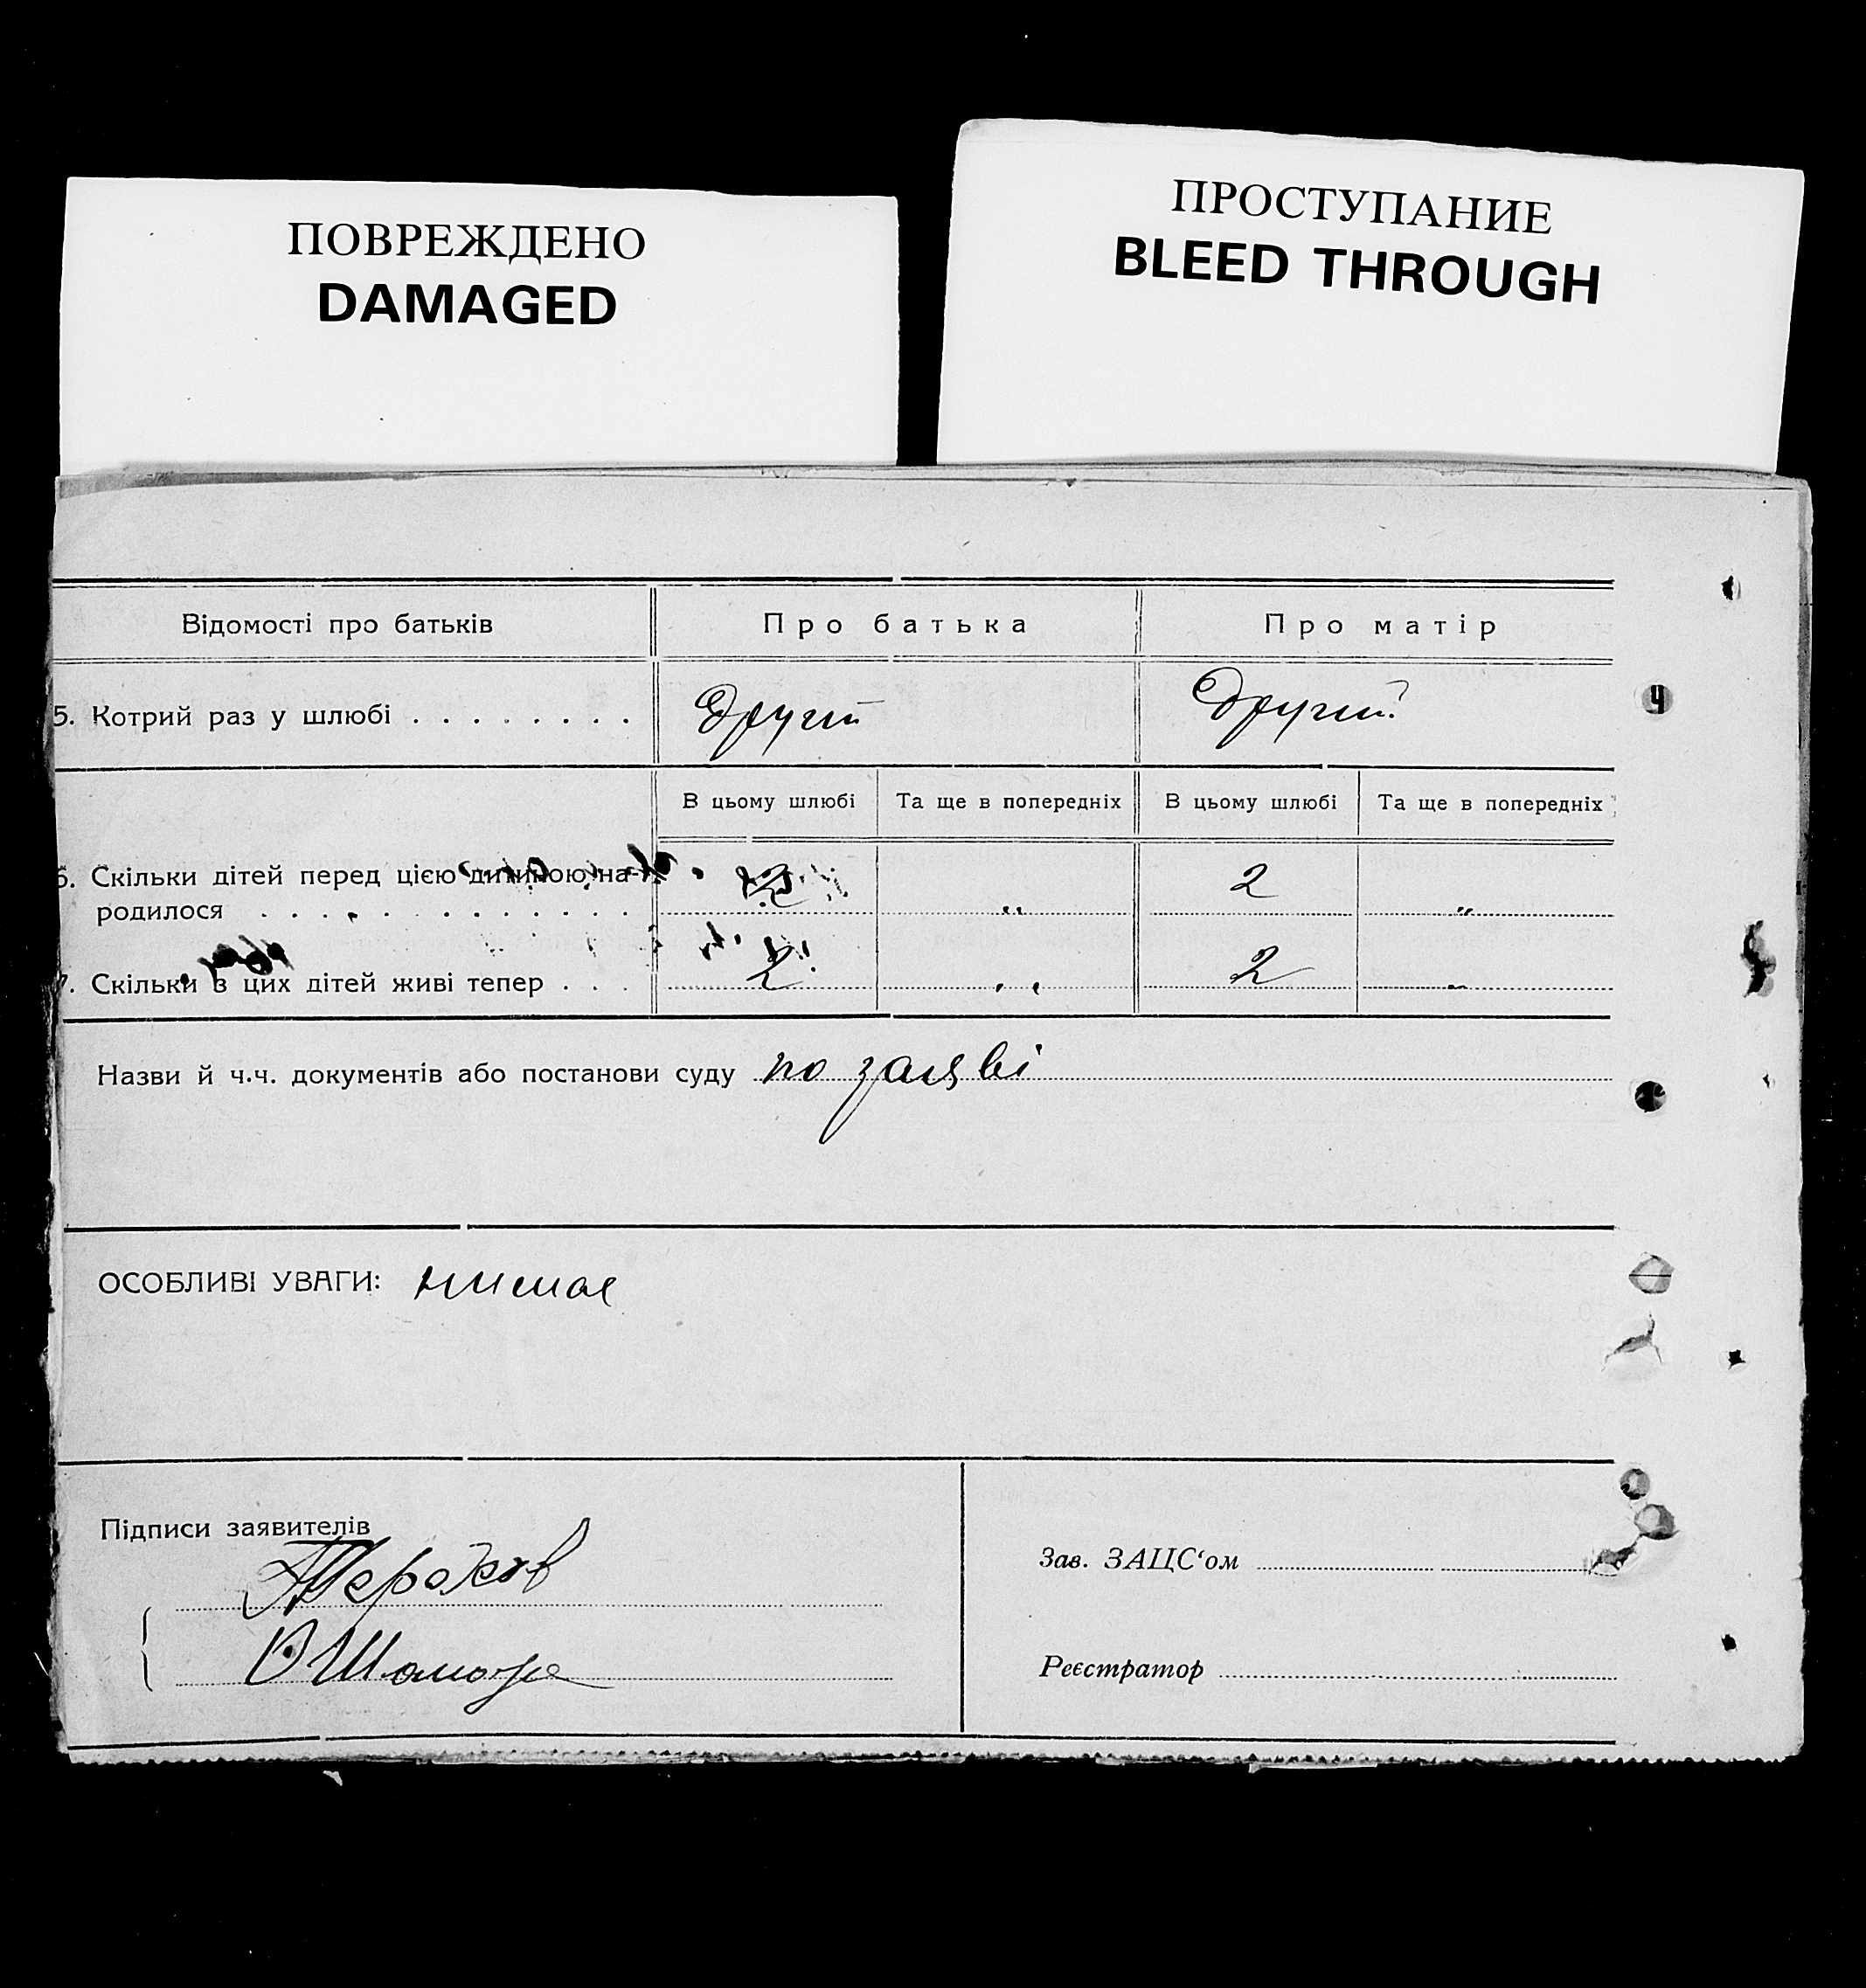 ПОВРЕЖДЕНО
DAMAGED
ПРОСТУПАНИЕ
BLEED THROUGH
Відомості про батьків Про батька Про матір
5. Котрий раз у шлюбі . . . . . . . . Другий Другий
В цьому шлюбі Та ще в попередніх В цьому шлюбі Та ще в попередніх
6. Скільки дітей перед цією дитиною на- 2 2
родилося . . . . . . . . . . . . „ „
7. Скільки з цих дітей живі тепер . . . 2 „ 2 „
Назви й ч.ч. документів або постанови суду по заяві
ОСОБЛИВІ УВАГИ: немає
Підписи заявителів
Зав. ЗАЦС‘ом
Реєстратор